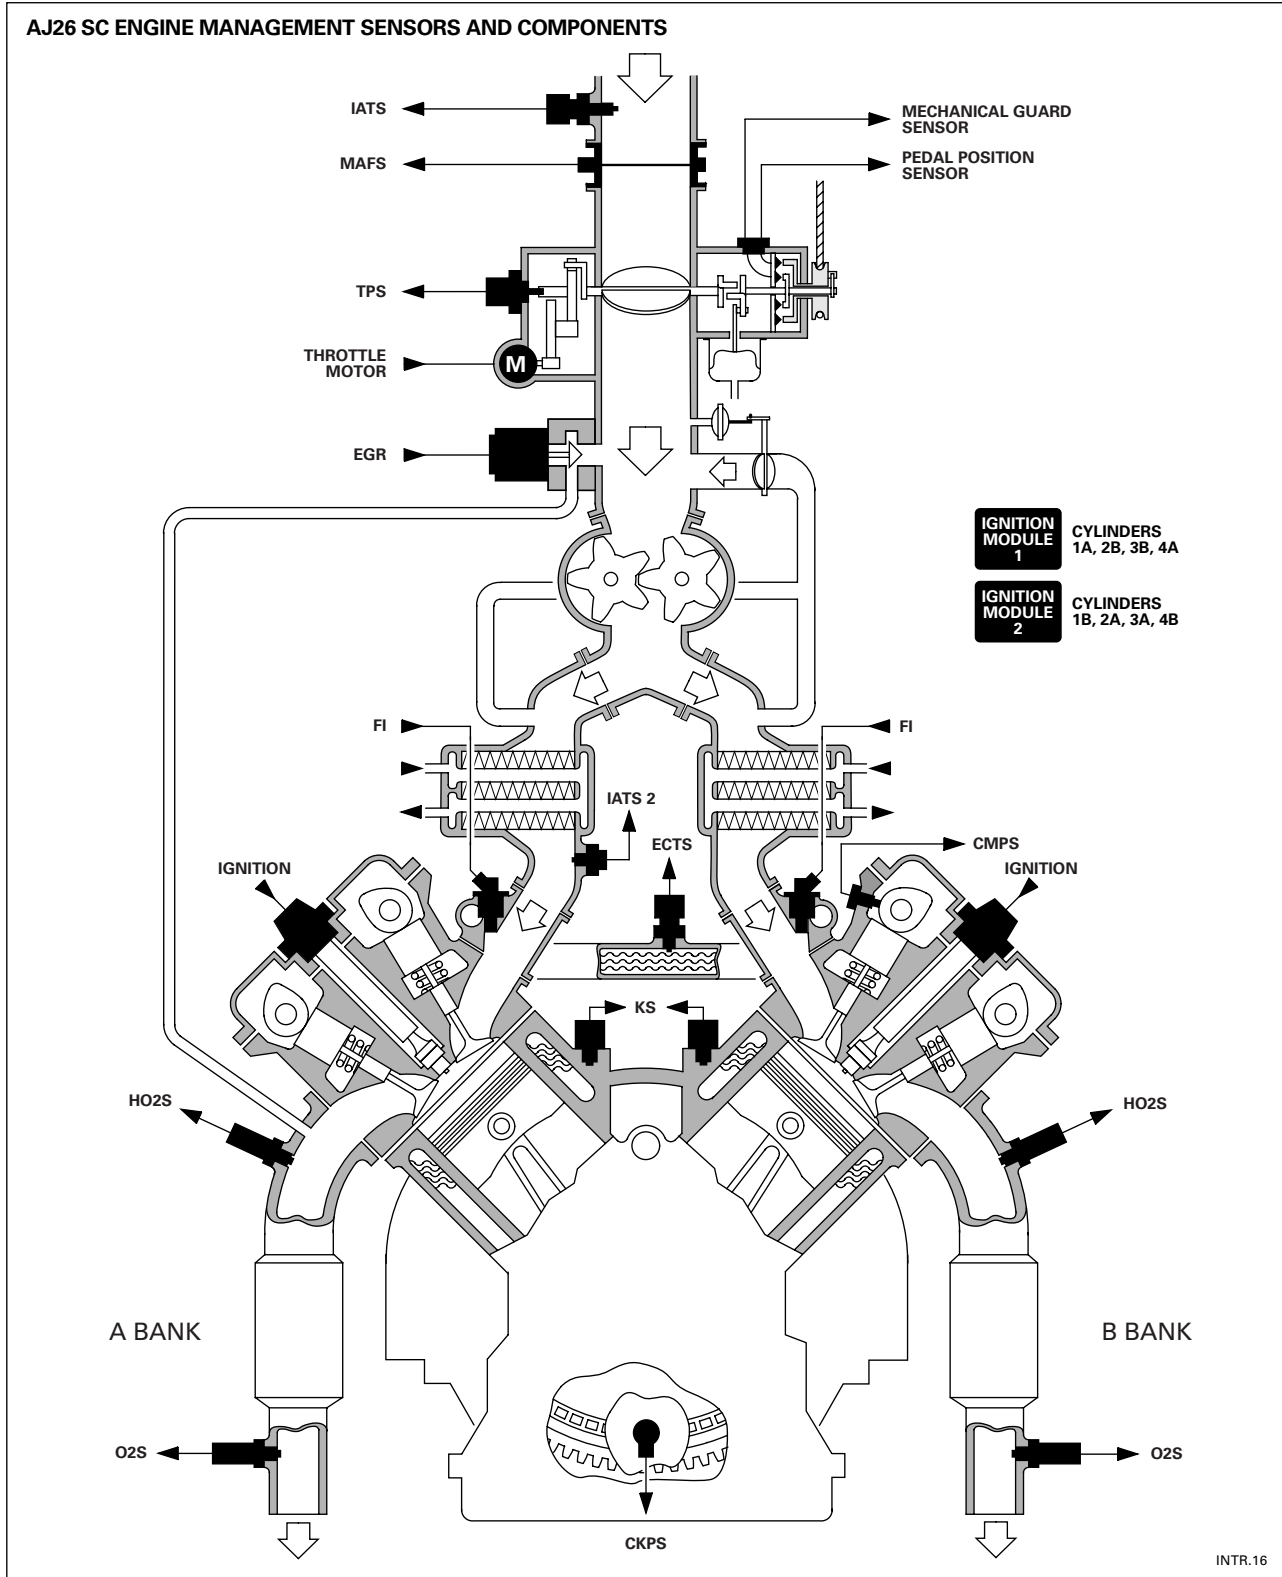 AJ26 SC ENGINE MANAGEMENT SENSORS AND COMPONENTS
IATS
MECHANICAL GUARD
SENSOR
MAFS
PEDAL POSITION
SENSOR
TPS
THROTTLE
MOTOR
M
EGR
IGNITION
MODULE
1
CYLINDERS
1A, 2B, 3B, 4A
IGNITION
MODULE
2
CYLINDERS
1B, 2A, 3A, 4B
FI
FI
IATS 2
ECTS
CMPS
IGNITION
IGNITION
KS
HO2S
HO2S
A BANK
B BANK
O2S
O2S
CKPS
INTR.16